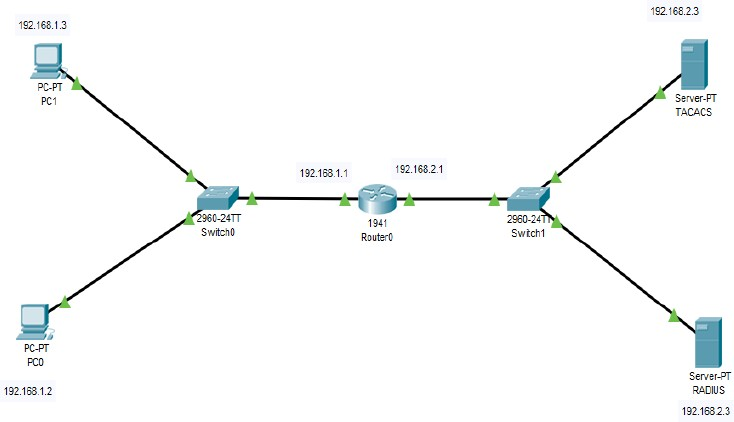 192.168.1.3
PC-PT
PC1
192.168.2.3
Server-PT
TACACS
192.168.1.1
192.168.2.1
2960-24TT
Switch0
1941
Router0
2960-24TT
Switch1
PC-PT
PC0
192.168.1.2
Server-PT
RADIUS
192.168.2.3